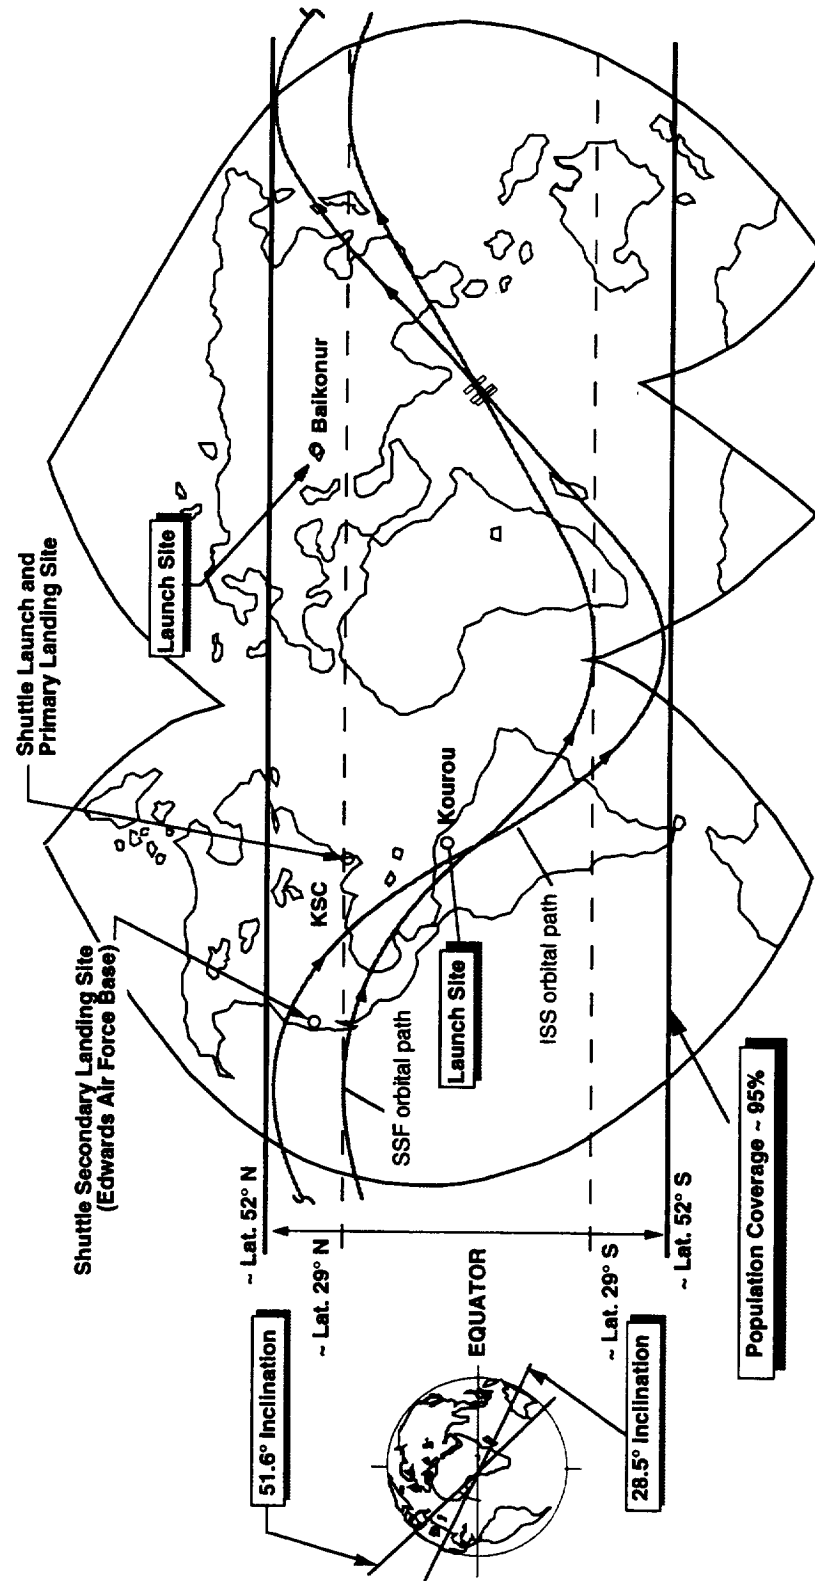 Shuttle Launch and
Primary Landing Site
Shuttle Secondary Landing Site
(Edwards Air Force Base)
Launch Site
Baikonur
KSC
Kourou
Launch Site
SSF orbital path
ISS orbital path
~ Lat. 52° N
~ Lat. 29° N
EQUATOR
~ Lat. 29° S
~ Lat. 52° S
51.6° Inclination
28.5° Inclination
Population Coverage ~ 95%